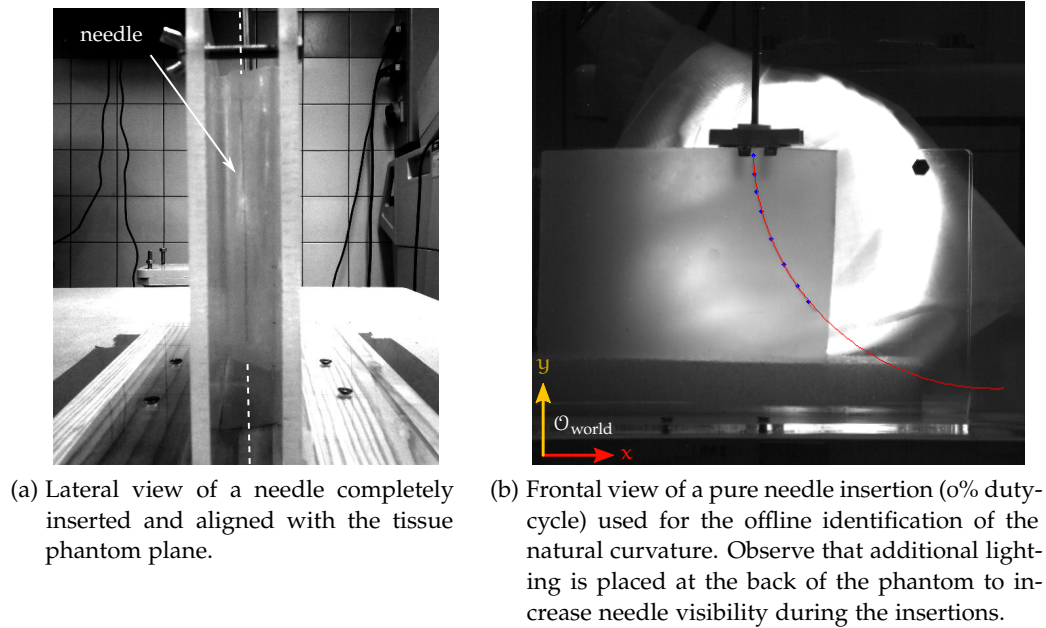 needle
y
𝒪world
x
(a) Lateral view of a needle completely
inserted and aligned with the tissue
phantom plane.
(b) Frontal view of a pure needle insertion (0% duty-
cycle) used for the offline identification of the
natural curvature. Observe that additional light-
ing is placed at the back of the phantom to in-
crease needle visibility during the insertions.